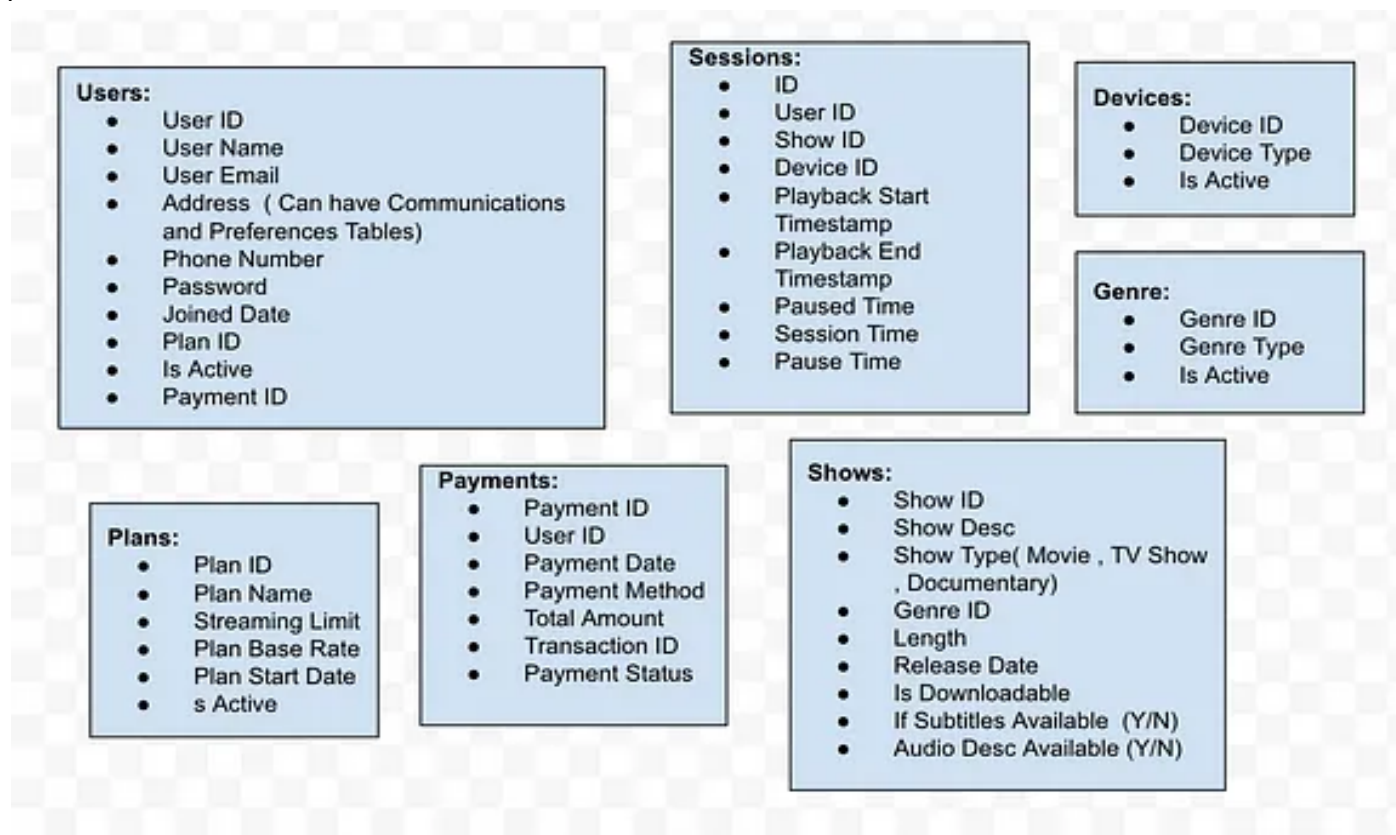 Users:
● User ID
● User Name
● User Email
● Address ( Can have Communications
and Preferences Tables)
● Phone Number
● Password
● Joined Date
● Plan ID
● Is Active
● Payment ID
Sessions:
● ID
● User ID
● Show ID
● Device ID
● Playback Start
Timestamp
● Playback End
Timestamp
● Paused Time
● Session Time
● Pause Time
Devices:
● Device ID
● Device Type
● Is Active
Genre:
● Genre ID
● Genre Type
● Is Active
Plans:
● Plan ID
● Plan Name
● Streaming Limit
● Plan Base Rate
● Plan Start Date
● s Active
Payments:
● Payment ID
● User ID
● Payment Date
● Payment Method
● Total Amount
● Transaction ID
● Payment Status
Shows:
● Show ID
● Show Desc
● Show Type( Movie , TV Show
, Documentary)
● Genre ID
● Length
● Release Date
● Is Downloadable
● If Subtitles Available (Y/N)
● Audio Desc Available (Y/N)